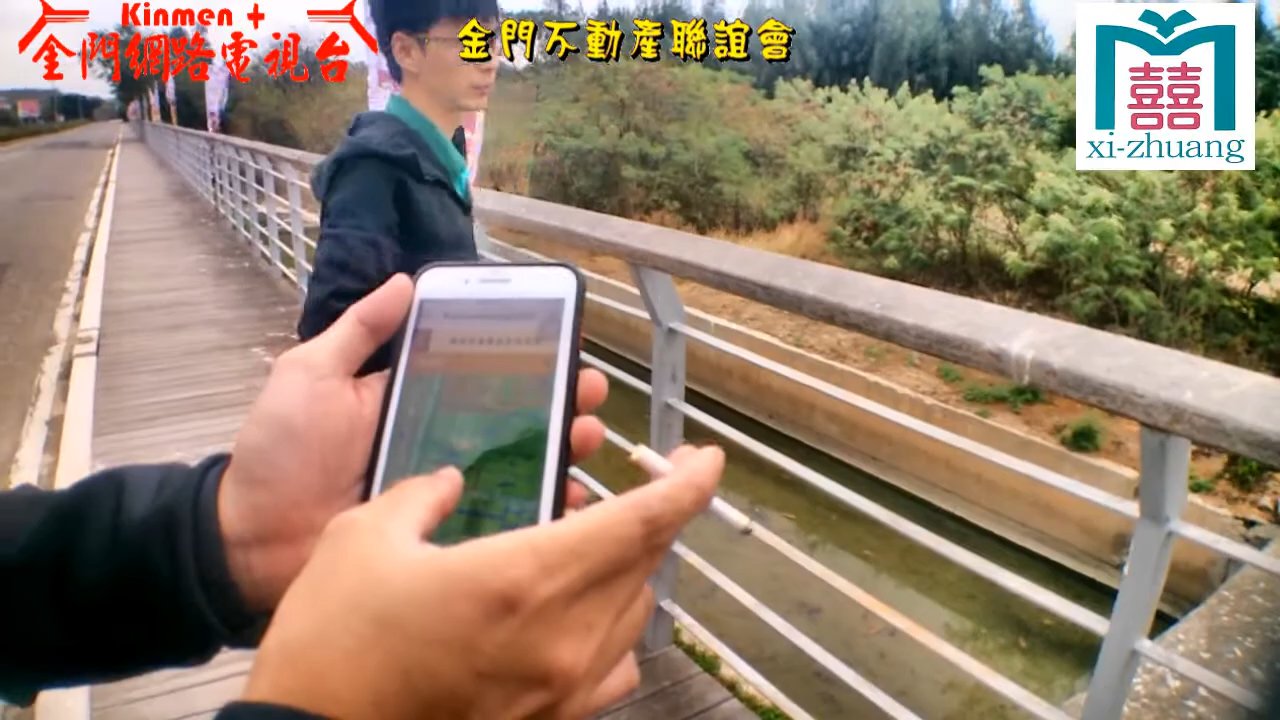 Kinmen +
金門網路電視台
金門不動產聯誼會
囍囍
xi-zhuang